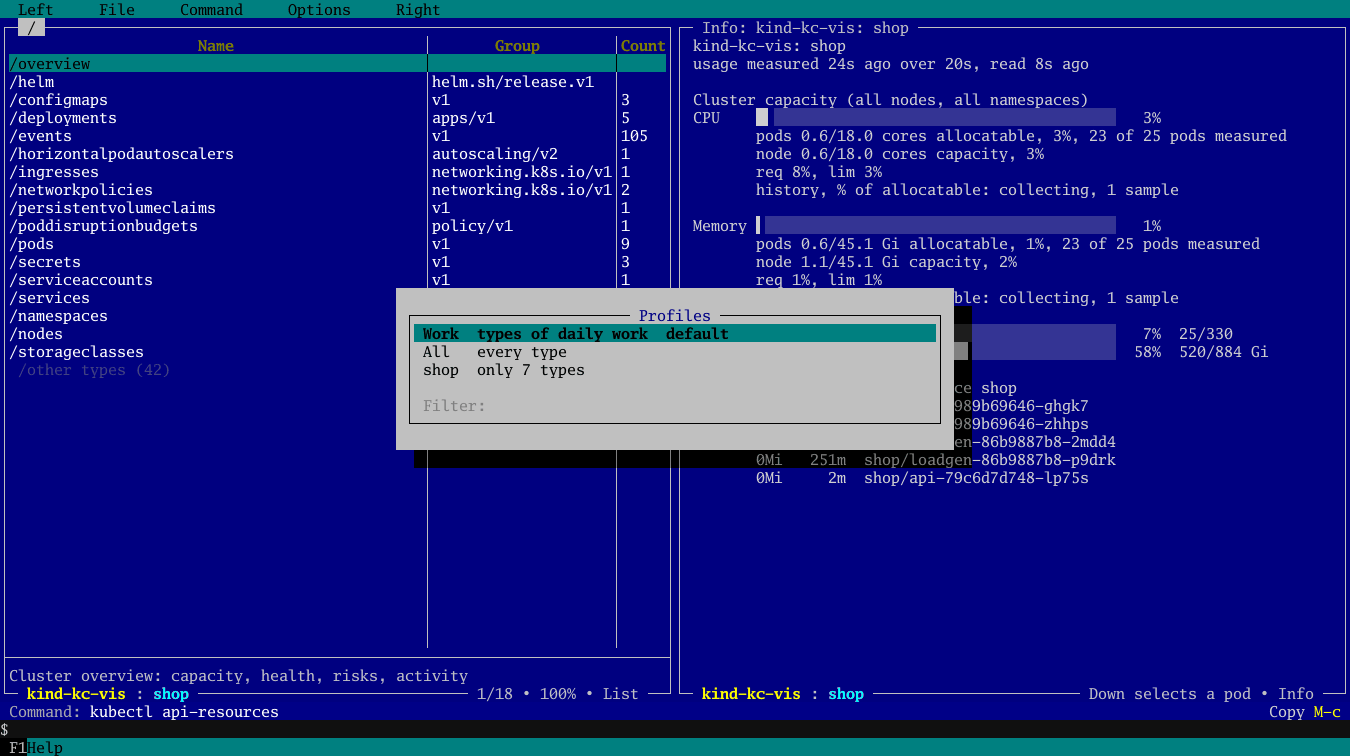 Left File Command Options Right
/
Name Group Count
/overview
/helm helm.sh/release.v1
/configmaps v1 3
/deployments apps/v1 5
/events v1 105
/horizontalpodautoscalers autoscaling/v2 1
/ingresses networking.k8s.io/v1 1
/networkpolicies networking.k8s.io/v1 2
/persistentvolumeclaims v1 1
/poddisruptionbudgets policy/v1 1
/pods v1 9
/secrets v1 3
/serviceaccounts v1 1
/services
/namespaces
/nodes
/storageclasses
/other types (42)
Cluster overview: capacity, health, risks, activity
kind-kc-vis : shop 1/18 • 100% • List
Info: kind-kc-vis: shop
kind-kc-vis: shop
usage measured 24s ago over 20s, read 8s ago
Cluster capacity (all nodes, all namespaces)
CPU 3%
pods 0.6/18.0 cores allocatable, 3%, 23 of 25 pods measured
node 0.6/18.0 cores capacity, 3%
req 8%, lim 3%
history, % of allocatable: collecting, 1 sample
Memory 1%
pods 0.6/45.1 Gi allocatable, 1%, 23 of 25 pods measured
node 1.1/45.1 Gi capacity, 2%
req 1%, lim 1%
ble: collecting, 1 sample
7% 25/330
58% 520/884 Gi
ce shop
989b69646-ghgk7
989b69646-zhhps
en-86b9887b8-2mdd4
0Mi 251m shop/loadgen-86b9887b8-p9drk
0Mi 2m shop/api-79c6d7d748-lp75s
kind-kc-vis : shop Down selects a pod • Info
Profiles
Work types of daily work default
All every type
shop only 7 types
Filter:
Command: kubectl api-resources Copy M-c
$
F1Help